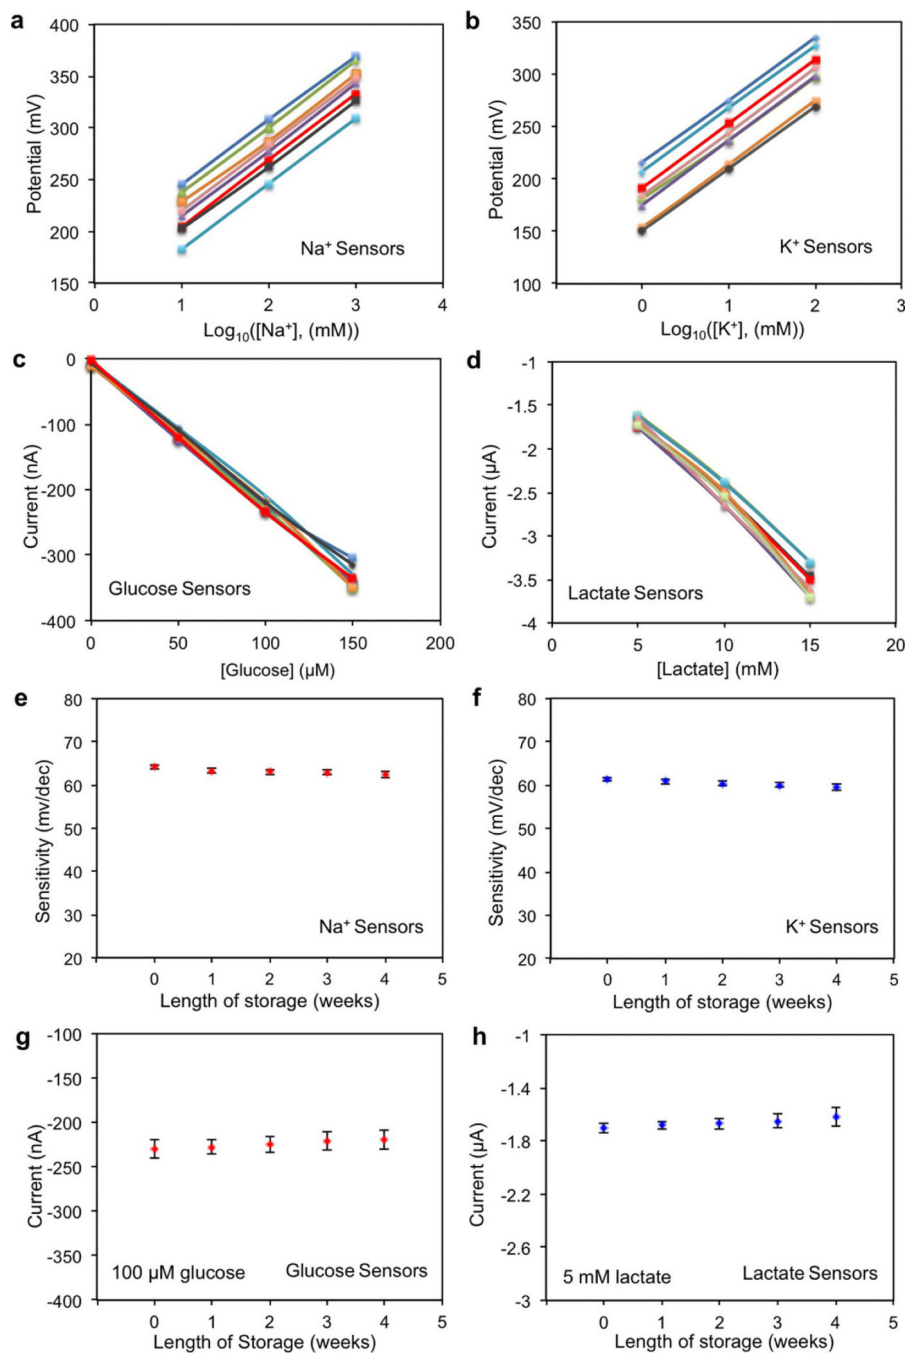 a
400
350
300
250
200
150
Potential (mV)
Na⁺ Sensors
0 1 2 3 4
Log₁₀([Na⁺], (mM))
b
350
300
250
200
150
100
Potential (mV)
K⁺ Sensors
-1 0 1 2 3
Log₁₀([K⁺], (mM))
c
0
-100
-200
-300
-400
Current (nA)
Glucose Sensors
0 50 100 150 200
[Glucose] (µM)
d
-1
-1.5
-2
-2.5
-3
-3.5
-4
Current (µA)
Lactate Sensors
0 5 10 15 20
[Lactate] (mM)
e
80
70
60
50
40
30
20
Sensitivity (mv/dec)
Na⁺ Sensors
0 1 2 3 4 5
Length of storage (weeks)
f
80
70
60
50
40
30
20
Sensitivity (mV/dec)
K⁺ Sensors
0 1 2 3 4 5
Length of storage (weeks)
g
-100
-150
-200
-250
-300
-350
-400
Current (nA)
100 µM glucose
Glucose Sensors
0 1 2 3 4 5
Length of Storage (weeks)
h
-1
-1.4
-1.8
-2.2
-2.6
-3
Current (µA)
5 mM lactate
Lactate Sensors
0 1 2 3 4 5
Length of storage (weeks)